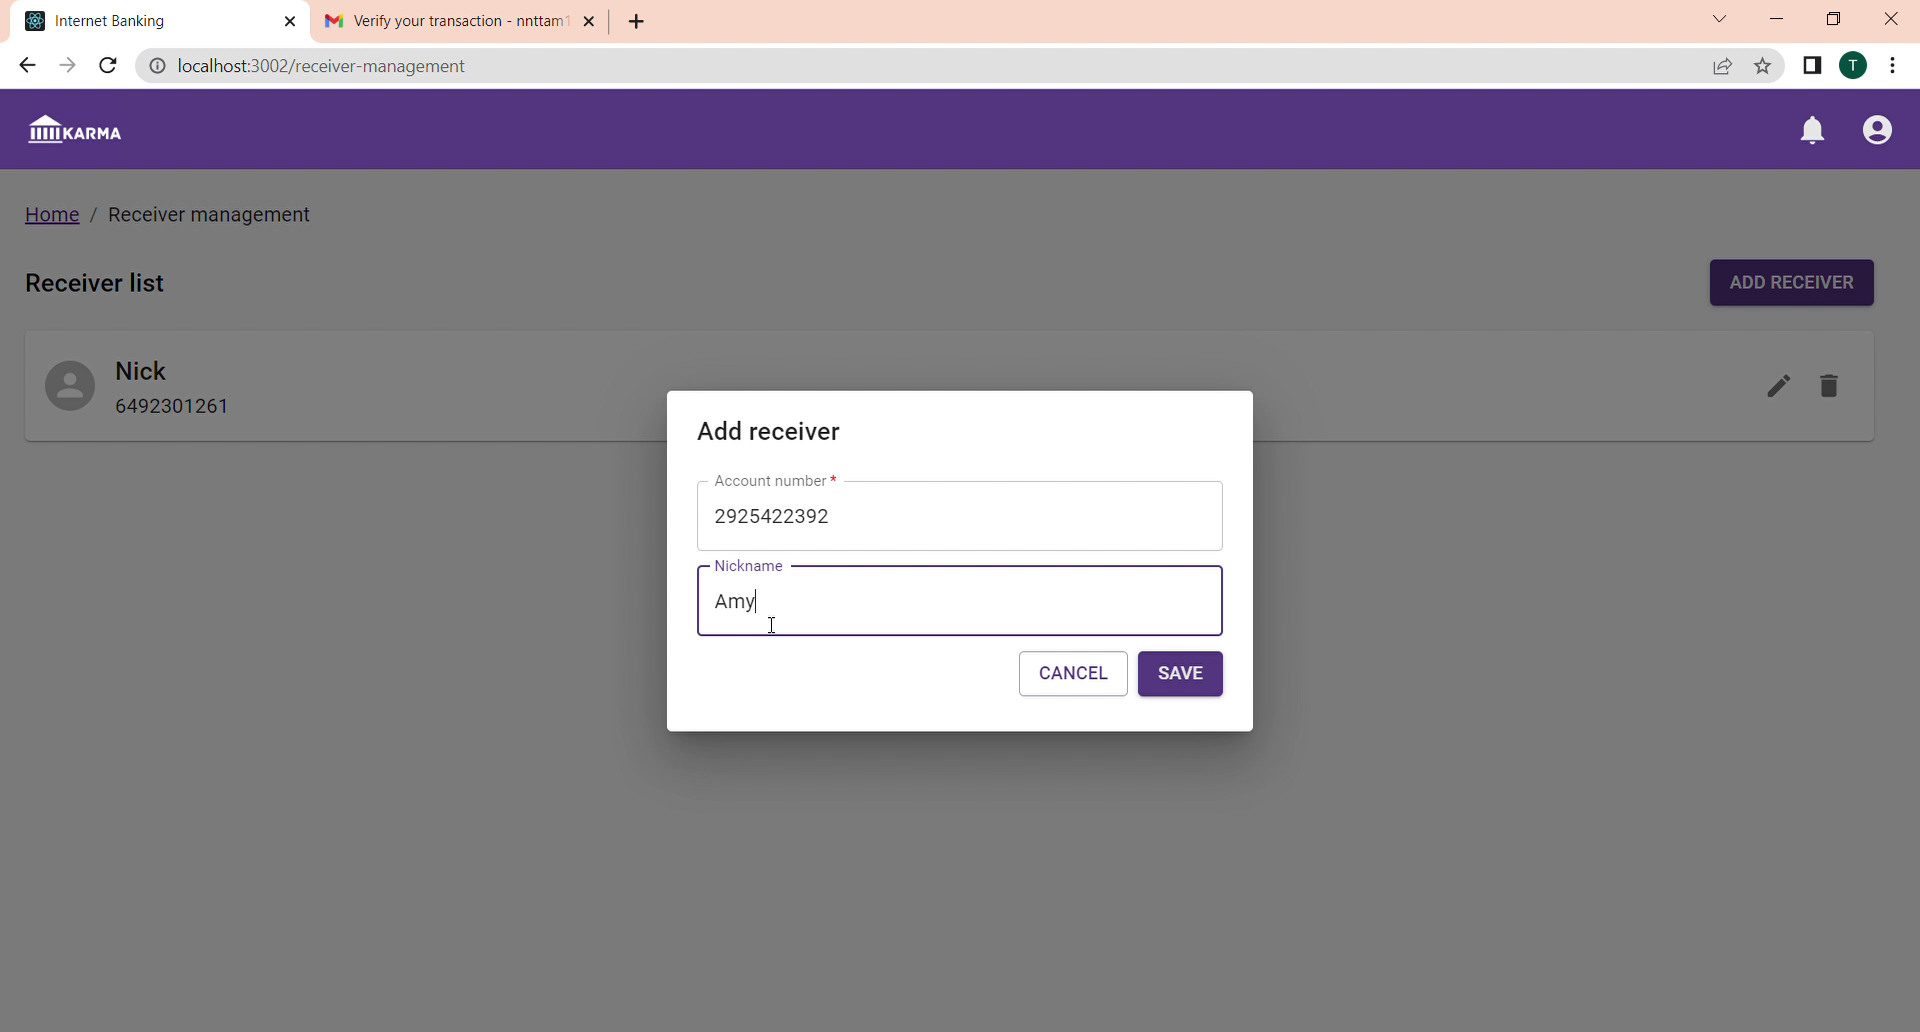 Internet Banking
Verify your transaction - nnttam1
localhost:3002/receiver-management
T
KARMA
Home / Receiver management
Receiver list
ADD RECEIVER
Nick
6492301261
Add receiver
Account number *
2925422392
Nickname
Amy
CANCEL
SAVE